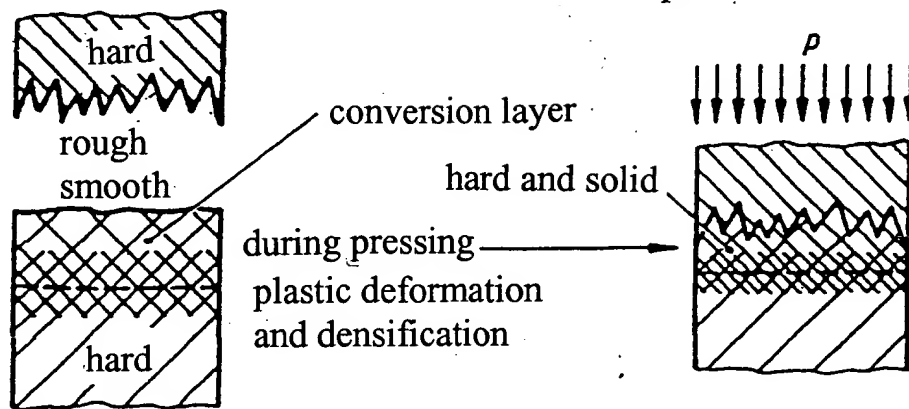 hard
rough
smooth
hard
conversion layer
during pressing
plastic deformation
and densification
hard and solid
p